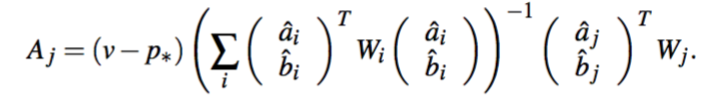 $A_j = (v - p_*) \left( \sum_i \begin{pmatrix} \hat{a}_i \\ \hat{b}_i \end{pmatrix}^T W_i \begin{pmatrix} \hat{a}_i \\ \hat{b}_i \end{pmatrix} \right)^{-1} \begin{pmatrix} \hat{a}_j \\ \hat{b}_j \end{pmatrix}^T W_j.$